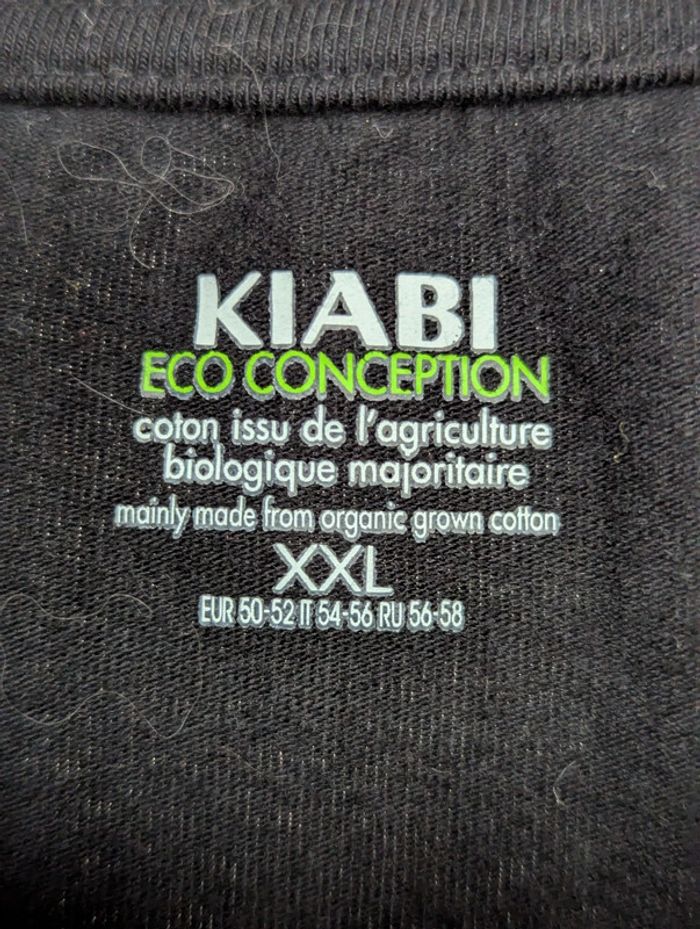 KIABI
ECO CONCEPTION
coton issu de l'agriculture
biologique majoritaire
mainly made from organic grown cotton
XXL
EUR 50-52 IT 54-56 RU 56-58